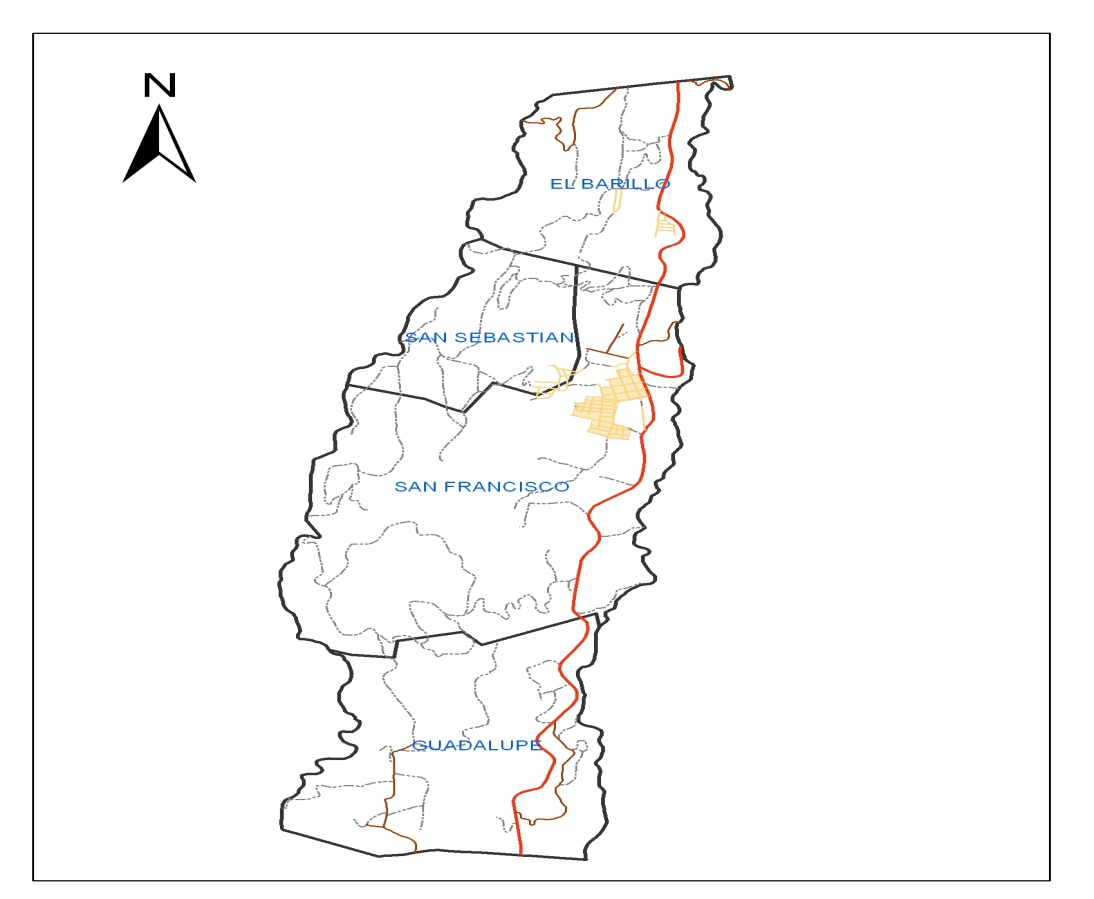 N
EL BARILLO
SAN SEBASTIAN
SAN FRANCISCO
GUADALUPE